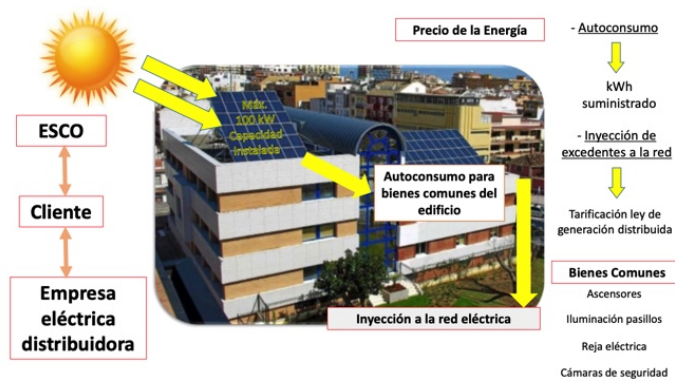 Precio de la Energía
- Autoconsumo
kWh
suministrado
- Inyección de
excedentes a la red
Tarificación ley de
generación distribuida
Máx.
100 kW
Capacidad
instalada
ESCO
Cliente
Empresa
eléctrica
distribuidora
Autoconsumo para
bienes comunes del
edificio
Inyección a la red eléctrica
Bienes Comunes
Ascensores
Iluminación pasillos
Reja eléctrica
Cámaras de seguridad